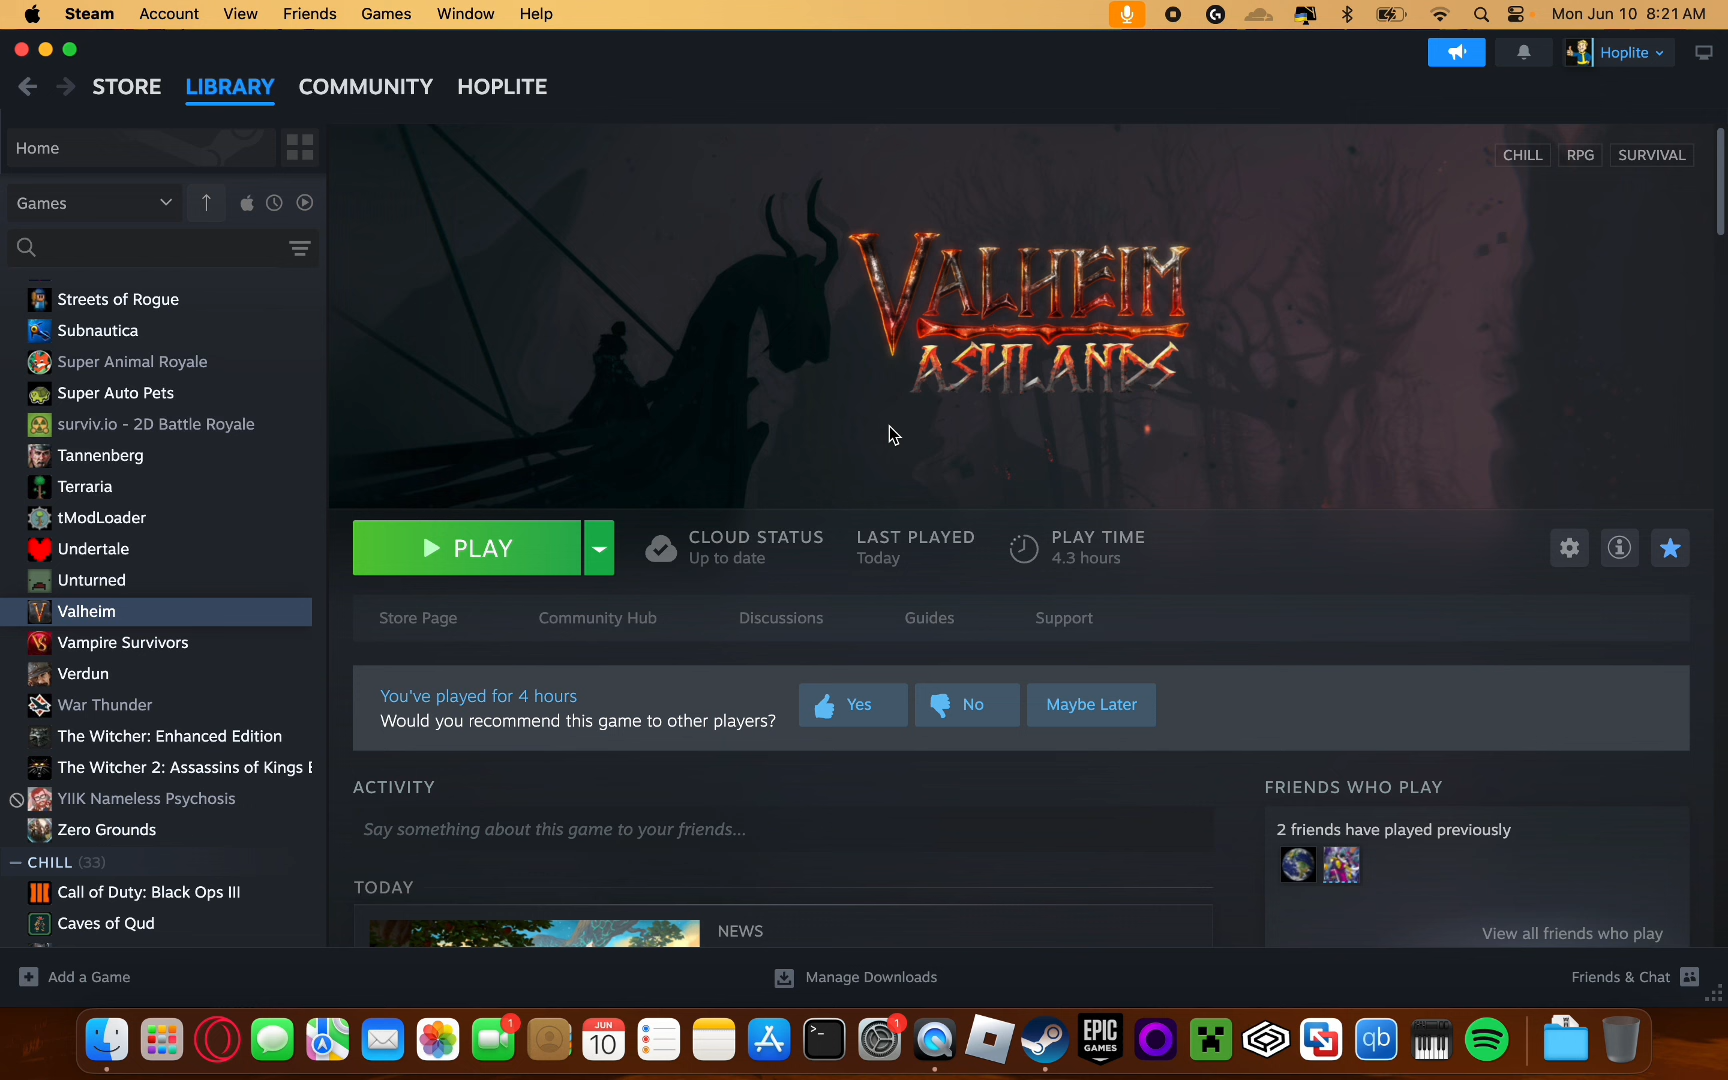 Steam Account View Friends Games Window Help Mon Jun 10 8:21 AM
Hoplite
STORE LIBRARY COMMUNITY HOPLITE
Home
CHILL RPG SURVIVAL
Games
VALHEIM
ASHLANDS
Streets of Rogue
Subnautica
Super Animal Royale
Super Auto Pets
surviv.io - 2D Battle Royale
Tannenberg
Terraria
tModLoader
Undertale
Unturned
Valheim
Vampire Survivors
Verdun
War Thunder
The Witcher: Enhanced Edition
The Witcher 2: Assassins of Kings E
YIIK Nameless Psychosis
Zero Grounds
CHILL (33)
Call of Duty: Black Ops III
Caves of Qud
PLAY
CLOUD STATUS
Up to date
LAST PLAYED
Today
PLAY TIME
4.3 hours
Store Page Community Hub Discussions Guides Support
You've played for 4 hours
Would you recommend this game to other players?
Yes No Maybe Later
ACTIVITY
Say something about this game to your friends...
TODAY
NEWS
FRIENDS WHO PLAY
2 friends have played previously
View all friends who play
Add a Game Manage Downloads Friends & Chat
1
JUN
10
1
EPIC
GAMES
qb